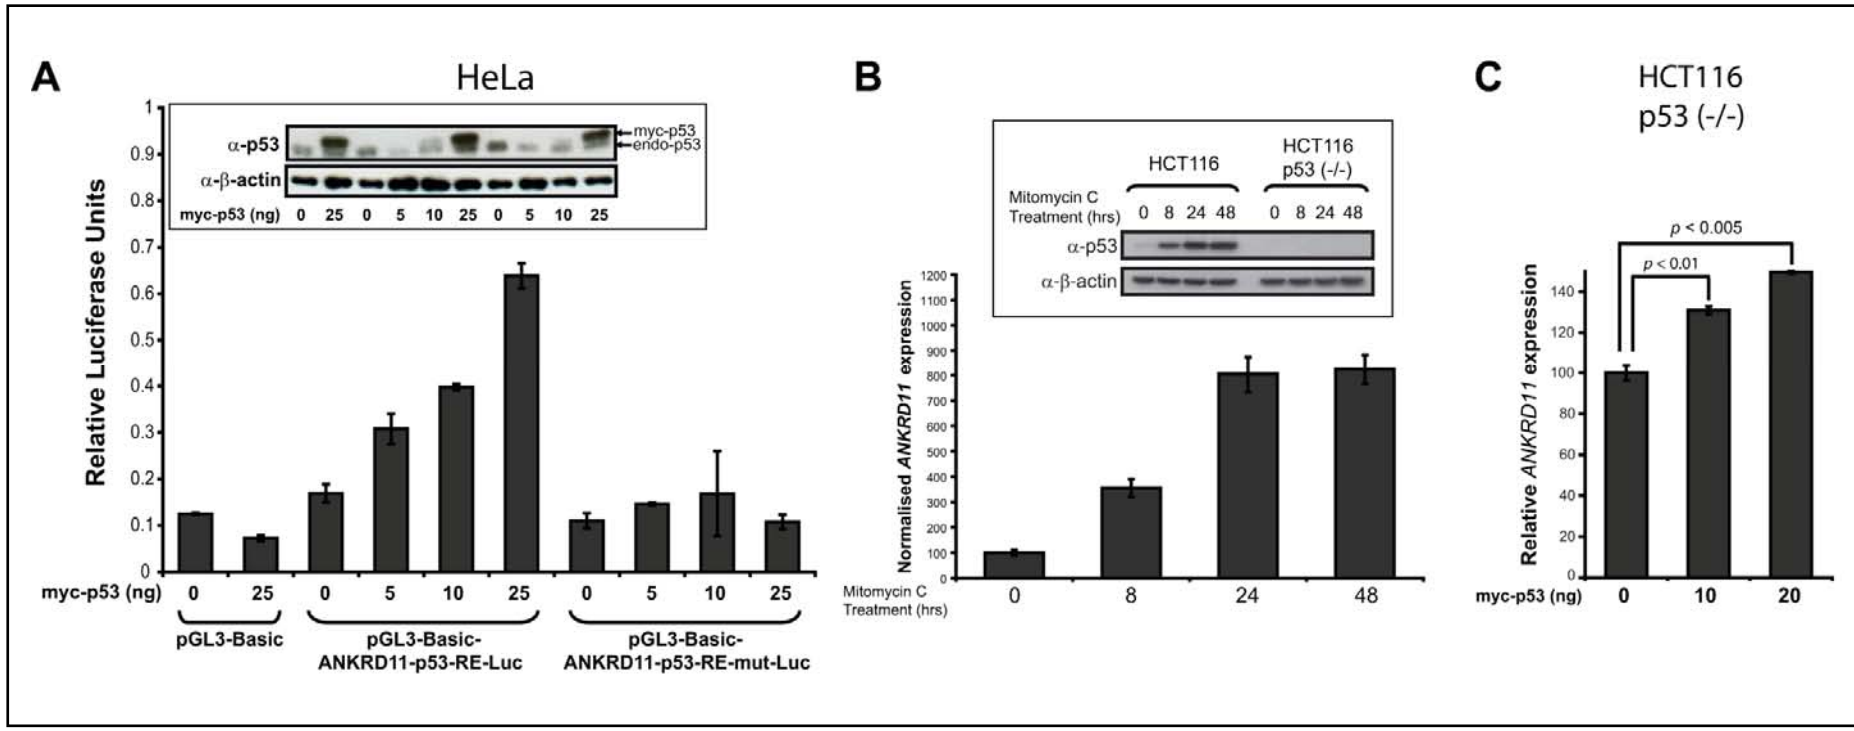 A
HeLa
Relative Luciferase Units
1
0.9
0.8
0.7
0.6
0.5
0.4
0.3
0.2
0.1
0
α-p53
myc-p53
endo-p53
α-β-actin
myc-p53 (ng) 0 25 0 5 10 25 0 5 10 25
myc-p53 (ng) 0 25 0 5 10 25 0 5 10 25
pGL3-Basic
pGL3-Basic-
ANKRD11-p53-RE-Luc
pGL3-Basic-
ANKRD11-p53-RE-mut-Luc
B
HCT116
HCT116
p53 (-/-)
Mitomycin C
Treatment (hrs) 0 8 24 48 0 8 24 48
α-p53
α-β-actin
Normalised ANKRD11 expression
1200
1100
1000
900
800
700
600
500
400
300
200
100
0
Mitomycin C
Treatment (hrs)
0 8 24 48
C
HCT116
p53 (-/-)
p < 0.005
p < 0.01
Relative ANKRD11 expression
140
120
100
80
60
40
20
0
myc-p53 (ng) 0 10 20